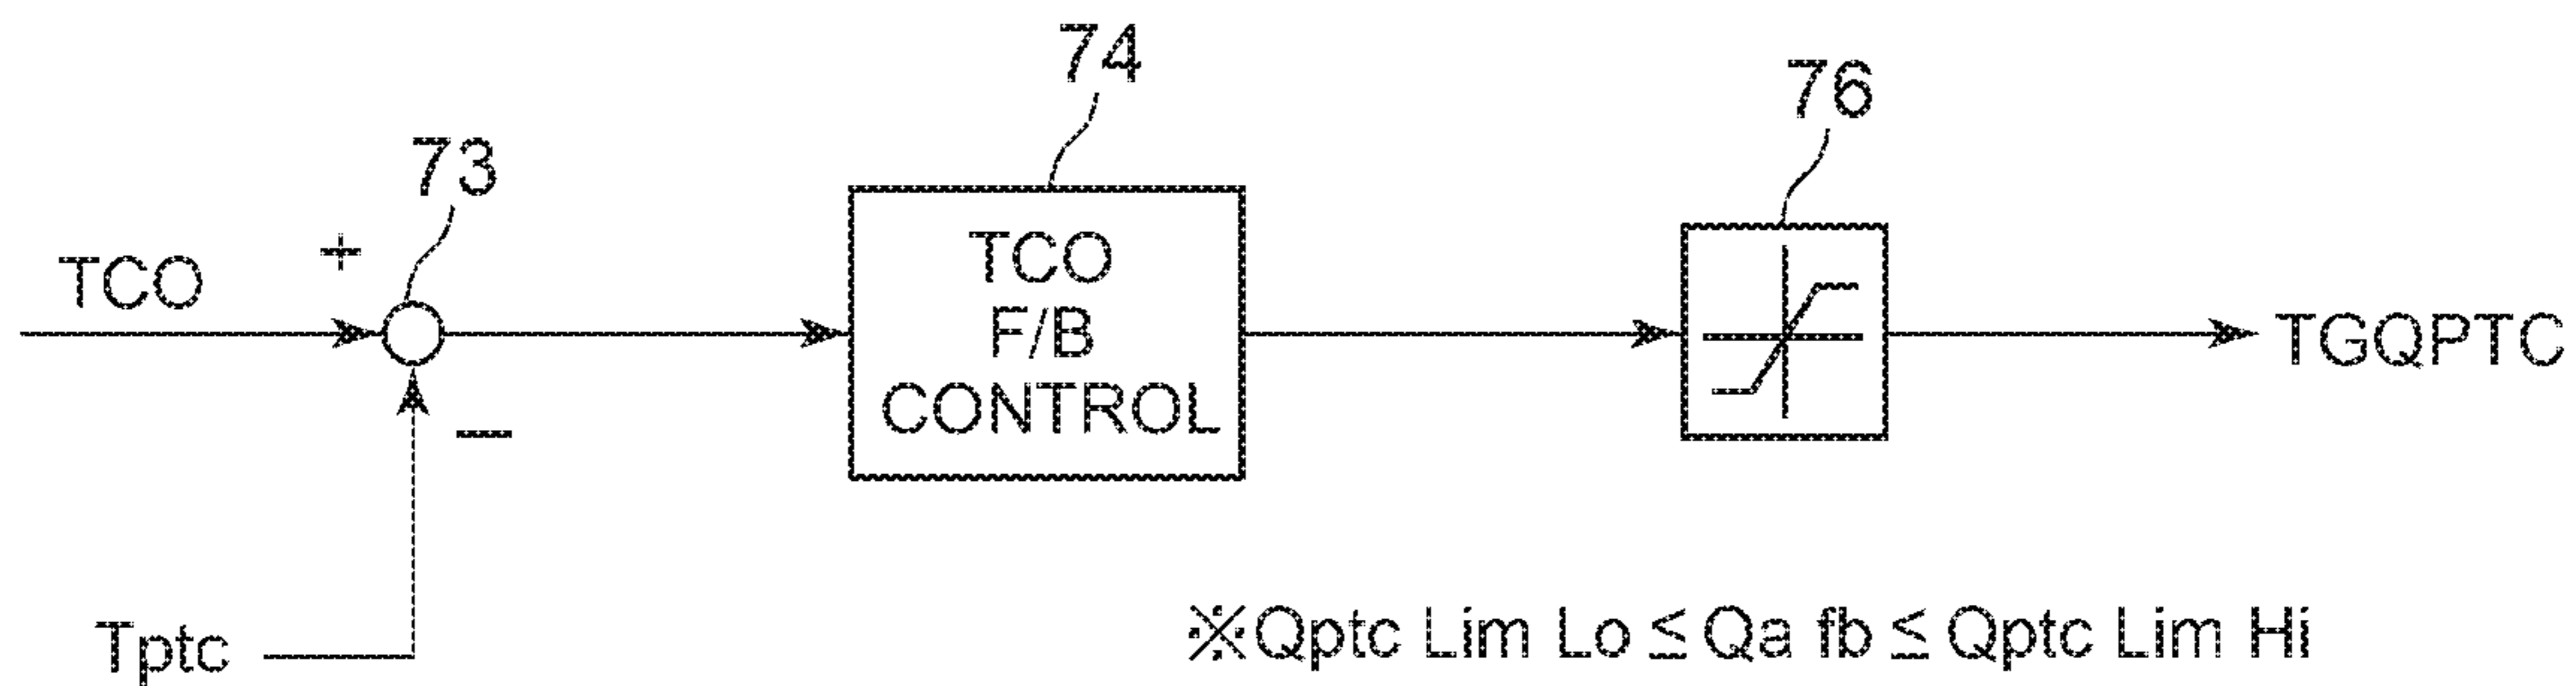 74
76
73
TCO
+
TCO
F/B
CONTROL
TGQPTC
−
Tptc
※Qptc Lim Lo ≤ Qa fb ≤ Qptc Lim Hi